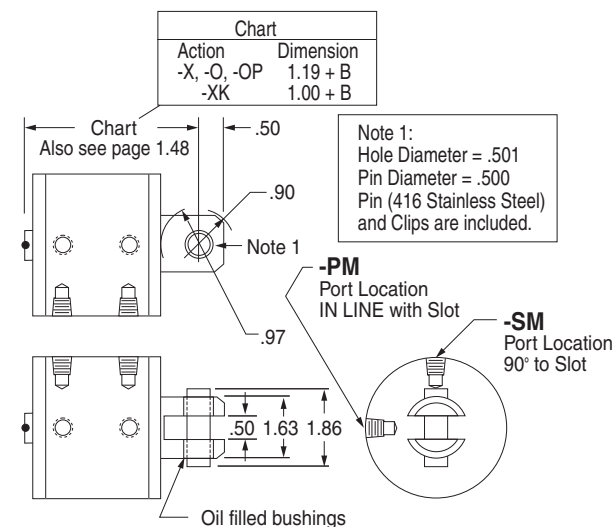 Chart
Action Dimension
-X, -O, -OP 1.19 + B
-XK 1.00 + B
Chart
Also see page 1.48
.50
Note 1:
Hole Diameter = .501
Pin Diameter = .500
Pin (416 Stainless Steel)
and Clips are included.
.90
Note 1
.97
-PM
Port Location
IN LINE with Slot
-SM
Port Location
90° to Slot
.50 1.63 1.86
Oil filled bushings